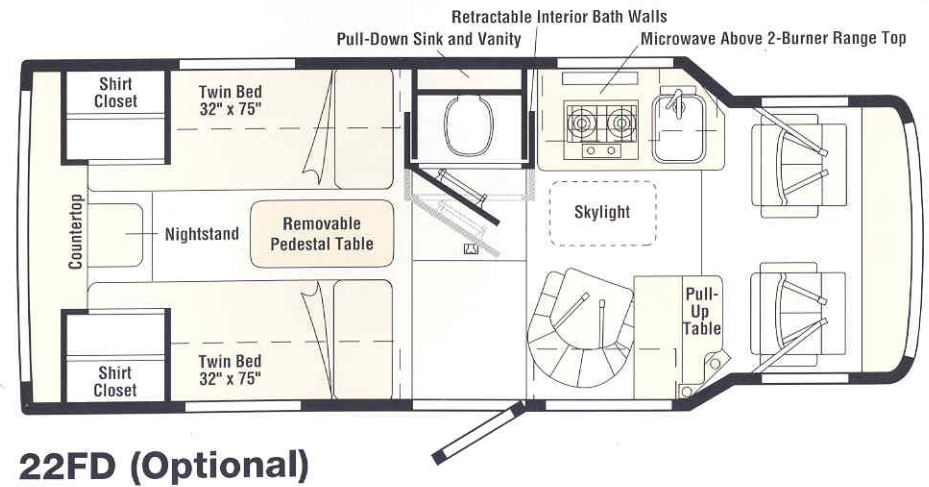 Retractable Interior Bath Walls
Pull-Down Sink and Vanity
Microwave Above 2-Burner Range Top
Shirt
Closet
Twin Bed
32" x 75"
Countertop
Nightstand
Removable
Pedestal Table
Skylight
Pull-
Up
Table
Twin Bed
32" x 75"
Shirt
Closet
22FD (Optional)